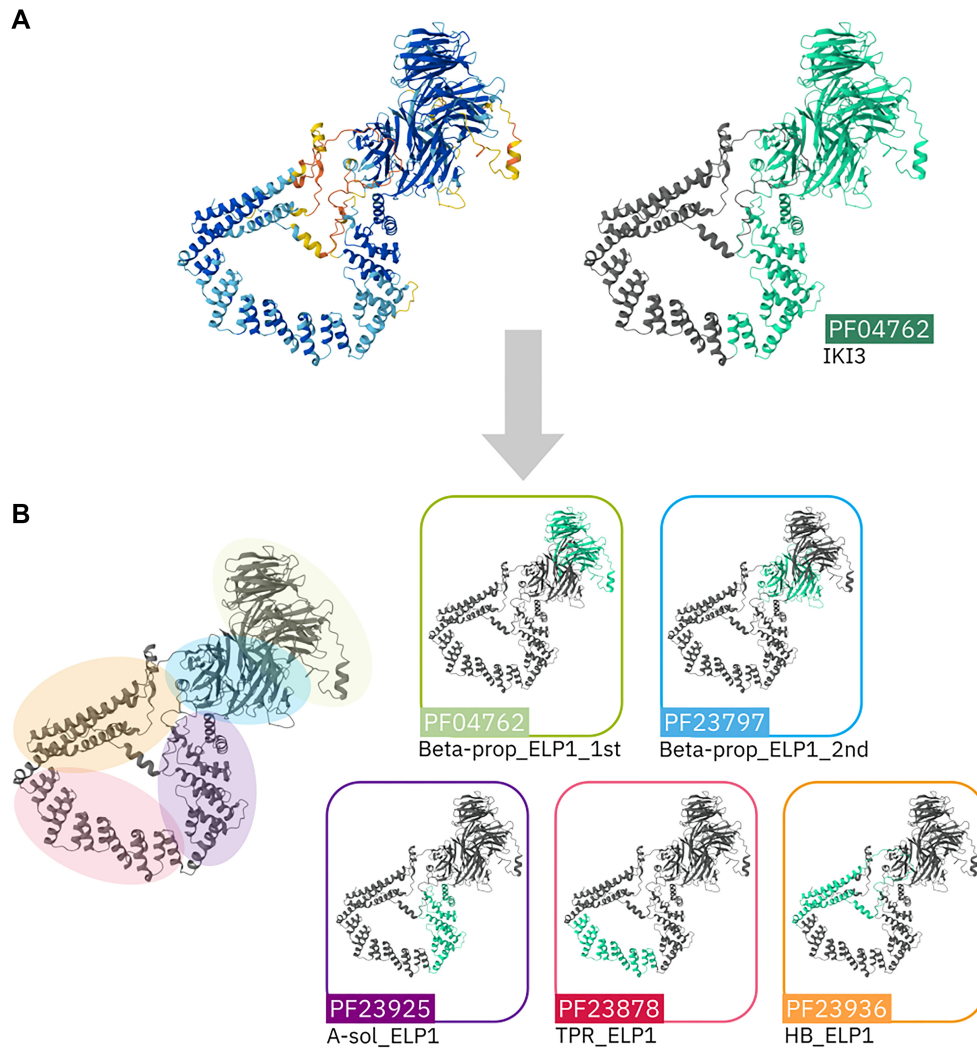 A
PF04762
IKI3
B
PF04762
Beta-prop_ELP1_1st
PF23797
Beta-prop_ELP1_2nd
PF23925
A-sol_ELP1
PF23878
TPR_ELP1
PF23936
HB_ELP1